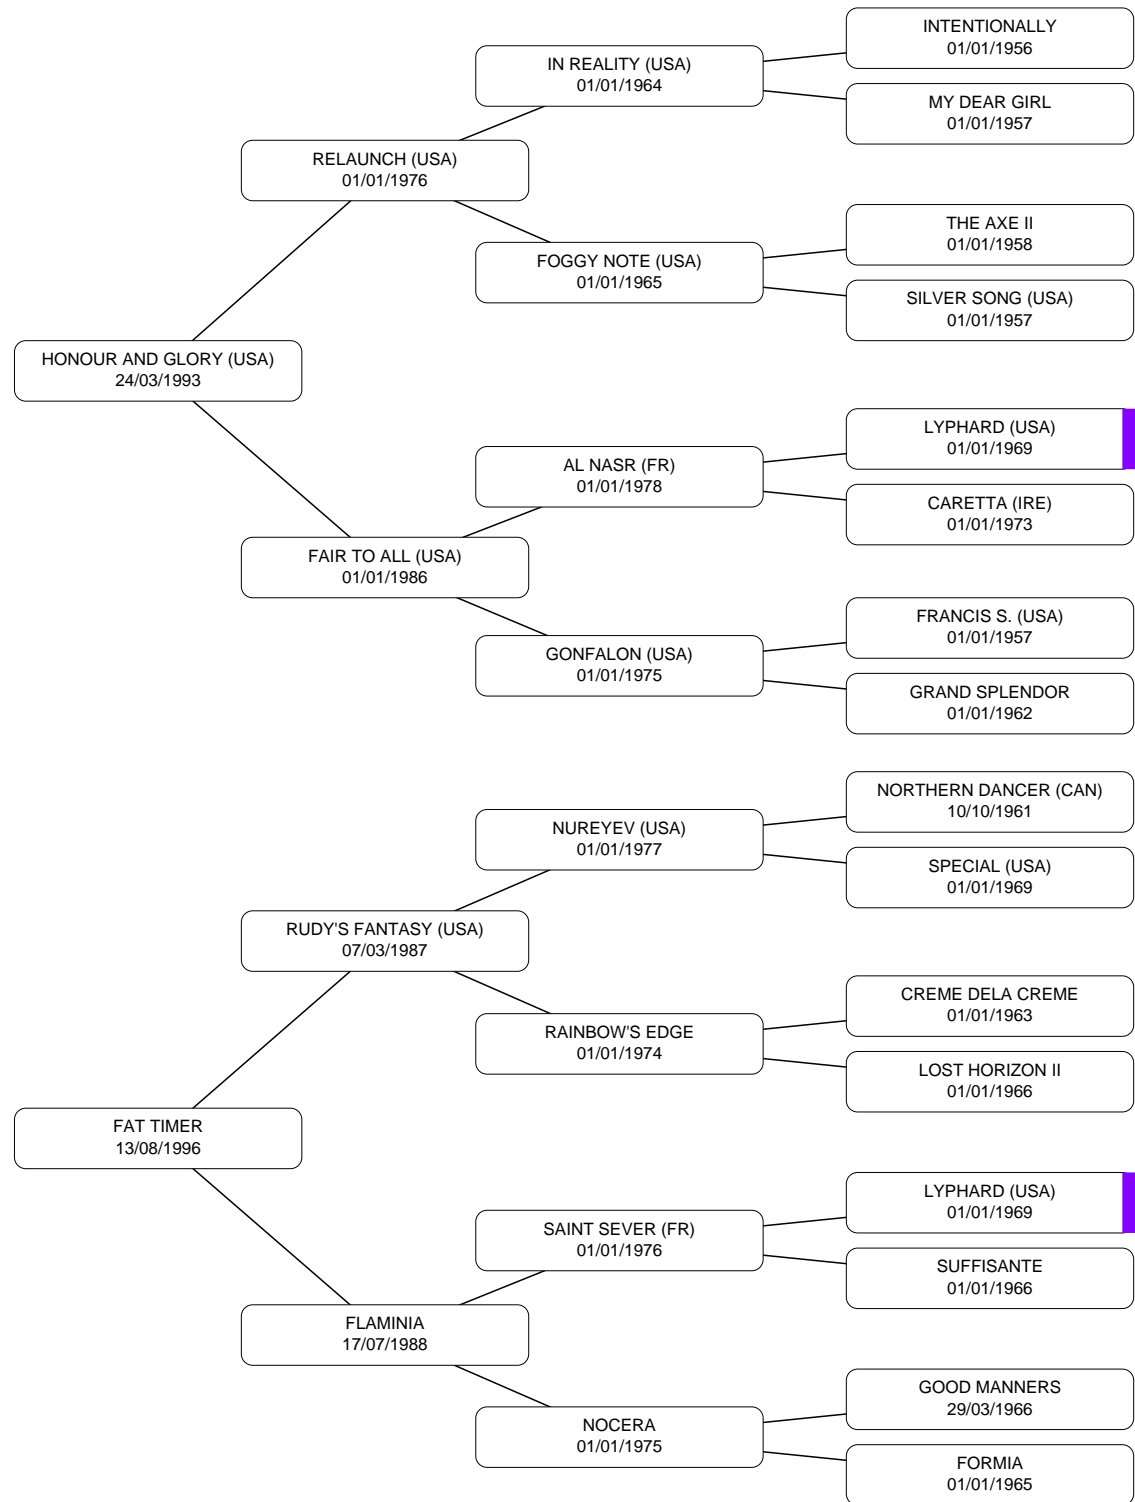 INTENTIONALLY
01/01/1956
IN REALITY (USA)
01/01/1964
MY DEAR GIRL
01/01/1957
RELAUNCH (USA)
01/01/1976
THE AXE II
01/01/1958
FOGGY NOTE (USA)
01/01/1965
SILVER SONG (USA)
01/01/1957
HONOUR AND GLORY (USA)
24/03/1993
LYPHARD (USA)
01/01/1969
AL NASR (FR)
01/01/1978
CARETTA (IRE)
01/01/1973
FAIR TO ALL (USA)
01/01/1986
FRANCIS S. (USA)
01/01/1957
GONFALON (USA)
01/01/1975
GRAND SPLENDOR
01/01/1962
NORTHERN DANCER (CAN)
10/10/1961
NUREYEV (USA)
01/01/1977
SPECIAL (USA)
01/01/1969
RUDY'S FANTASY (USA)
07/03/1987
CREME DELA CREME
01/01/1963
RAINBOW'S EDGE
01/01/1974
LOST HORIZON II
01/01/1966
FAT TIMER
13/08/1996
LYPHARD (USA)
01/01/1969
SAINT SEVER (FR)
01/01/1976
SUFFISANTE
01/01/1966
FLAMINIA
17/07/1988
GOOD MANNERS
29/03/1966
NOCERA
01/01/1975
FORMIA
01/01/1965